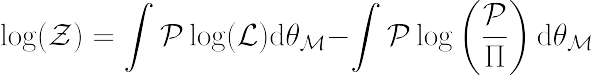 log(𝒵) = ∫ 𝒫 log(ℒ)dθ_ℳ − ∫ 𝒫 log (𝒫/Π) dθ_ℳ